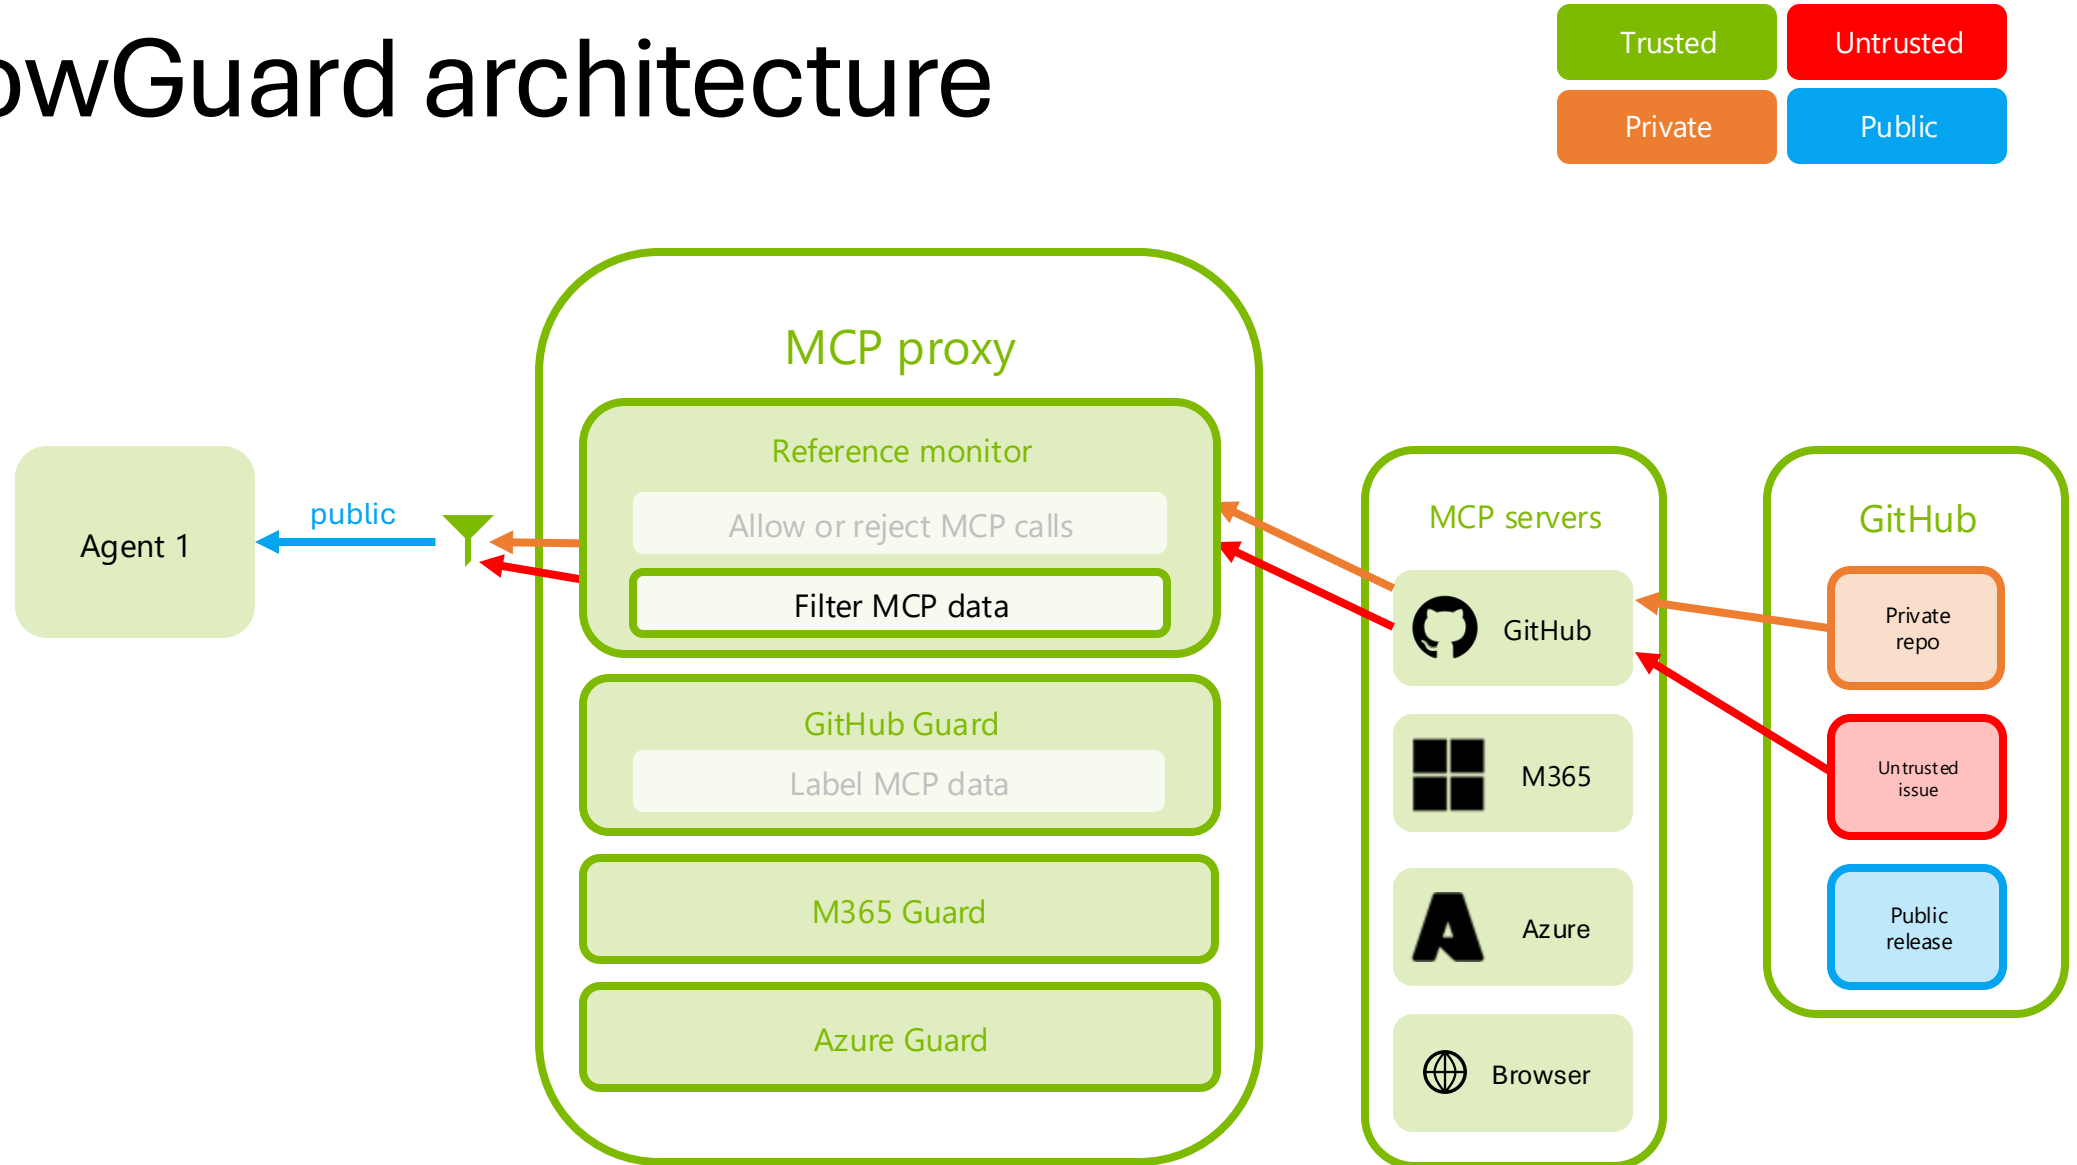 owGuard architecture
Trusted
Untrusted
Private
Public
MCP proxy
Reference monitor
Allow or reject MCP calls
Filter MCP data
GitHub Guard
Label MCP data
M365 Guard
Azure Guard
Agent 1
public
MCP servers
GitHub
M365
Azure
Browser
GitHub
Private
repo
Untrusted
issue
Public
release